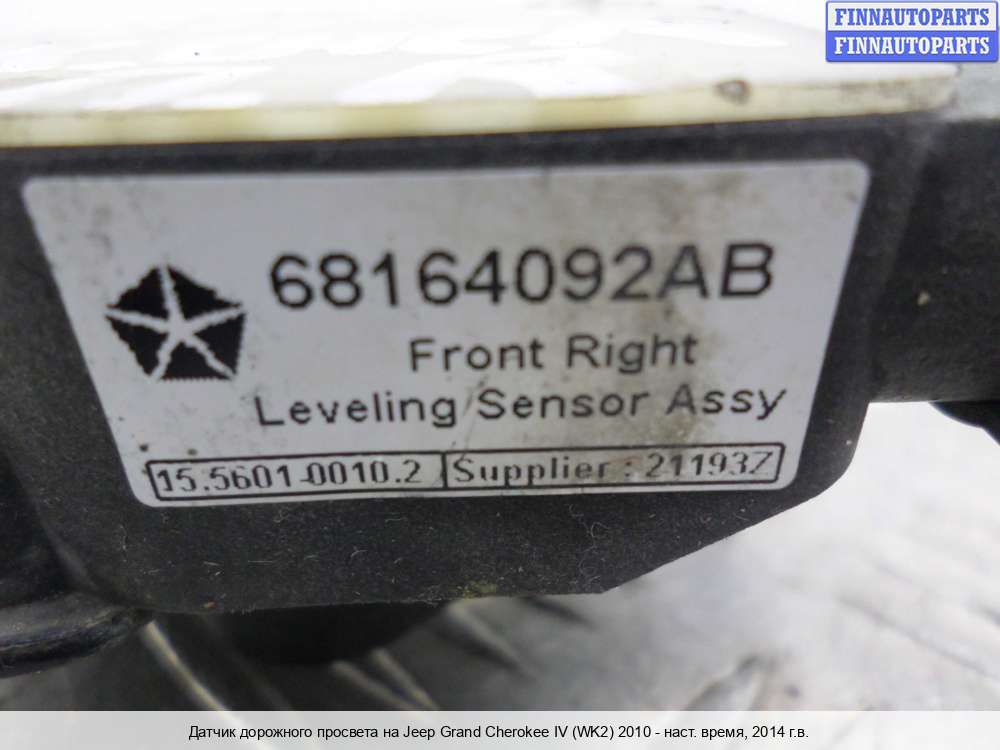 FINNAUTOPARTS
FINNAUTOPARTS
68164092AB
Front Right
Leveling Sensor Assy
15.5601-0010.2 Supplier : 21193Z
Датчик дорожного просвета на Jeep Grand Cherokee IV (WK2) 2010 - наст. время, 2014 г.в.